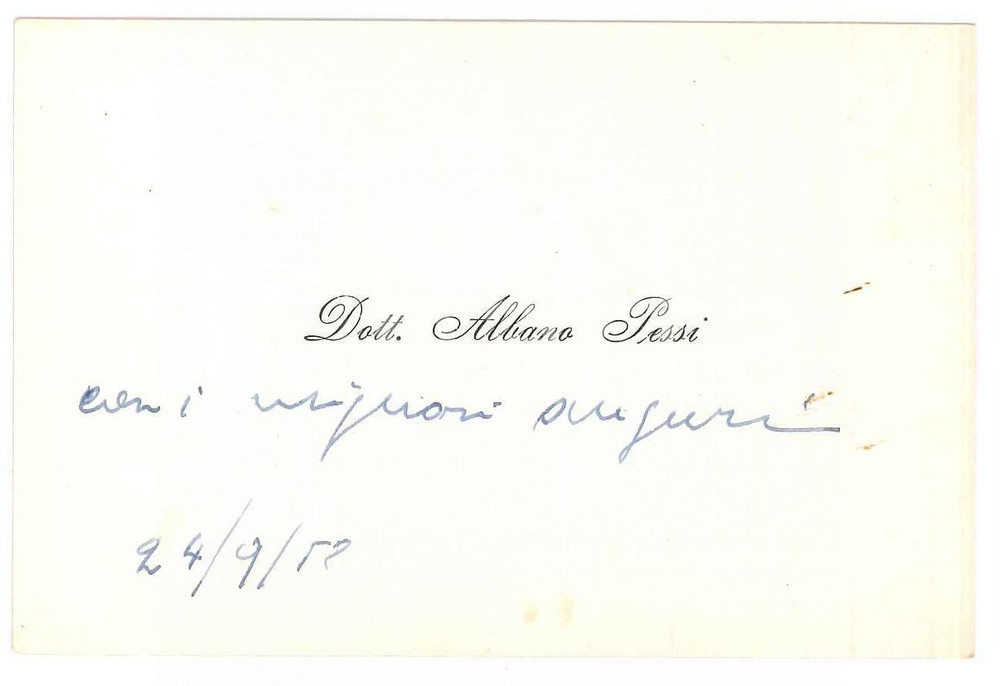 Dott. Albano Pessi
con i migliori auguri
24/9/58